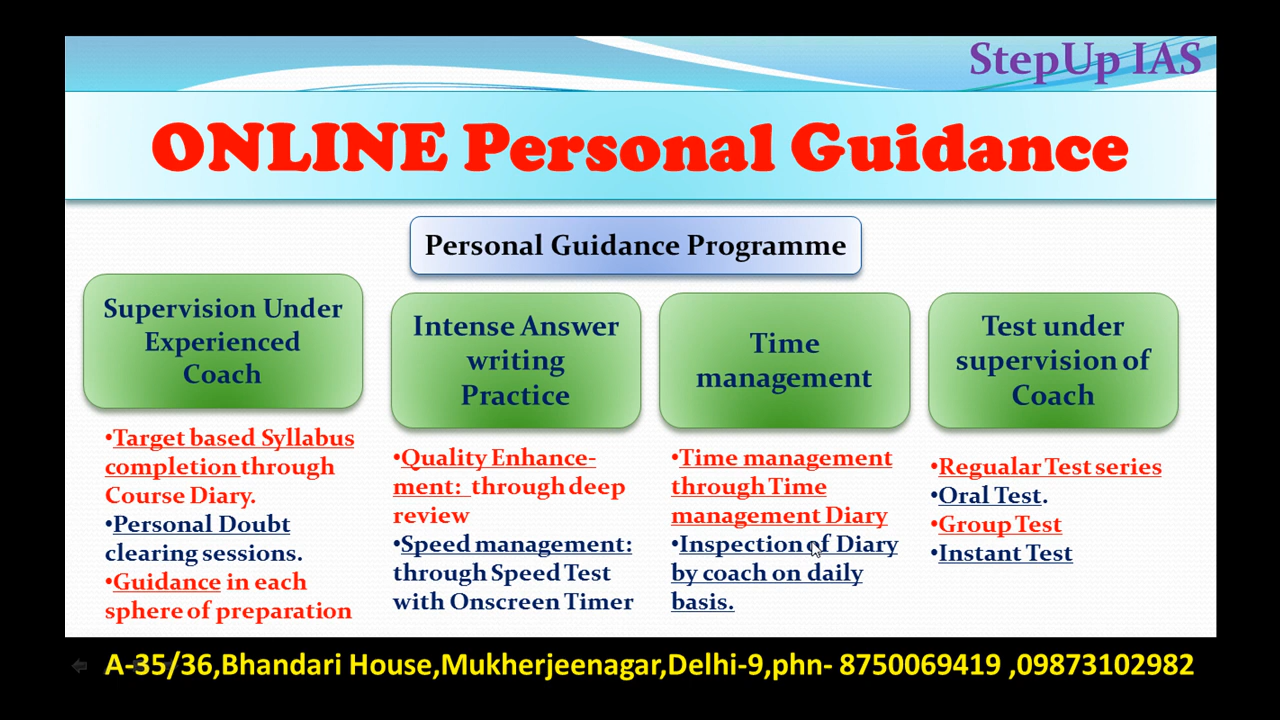 StepUp IAS
ONLINE Personal Guidance
Personal Guidance Programme
Supervision Under
Experienced
Coach
•Target based Syllabus
completion through
Course Diary.
•Personal Doubt
clearing sessions.
•Guidance in each
sphere of preparation
Intense Answer
writing
Practice
•Quality Enhance-
ment: through deep
review
•Speed management:
through Speed Test
with Onscreen Timer
Time
management
•Time management
through Time
management Diary
•Inspection of Diary
by coach on daily
basis.
Test under
supervision of
Coach
•Regualar Test series
•Oral Test.
•Group Test
•Instant Test
A-35/36,Bhandari House,Mukherjeenagar,Delhi-9,phn- 8750069419 ,09873102982